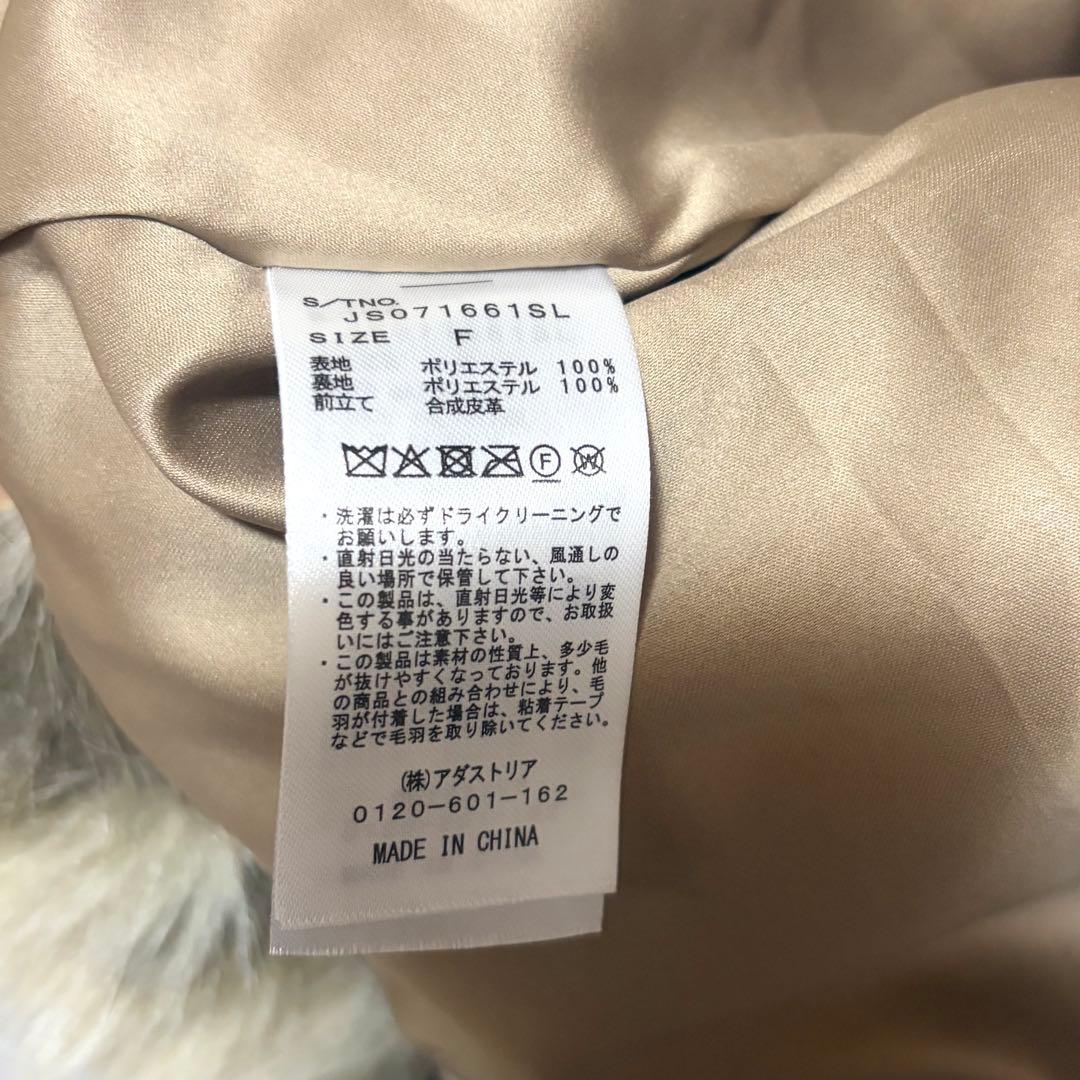 S/TNO.
JS071661SL
SIZE F
表地 ポリエステル 100%
裏地 ポリエステル 100%
前立て 合成皮革
F W
・洗濯は必ずドライクリーニングで
お願いします。
・直射日光の当たらない、風通しの
良い場所で保管して下さい。
・この製品は、直射日光等により変
色する事がありますので、お取扱
いにはご注意下さい。
・この製品は素材の性質上、多少毛
が抜けやすくなっております。他
の商品との組み合わせにより、毛
羽が付着した場合は、粘着テープ
などで毛羽を取り除いてください。
(株)アダストリア
0120-601-162
MADE IN CHINA